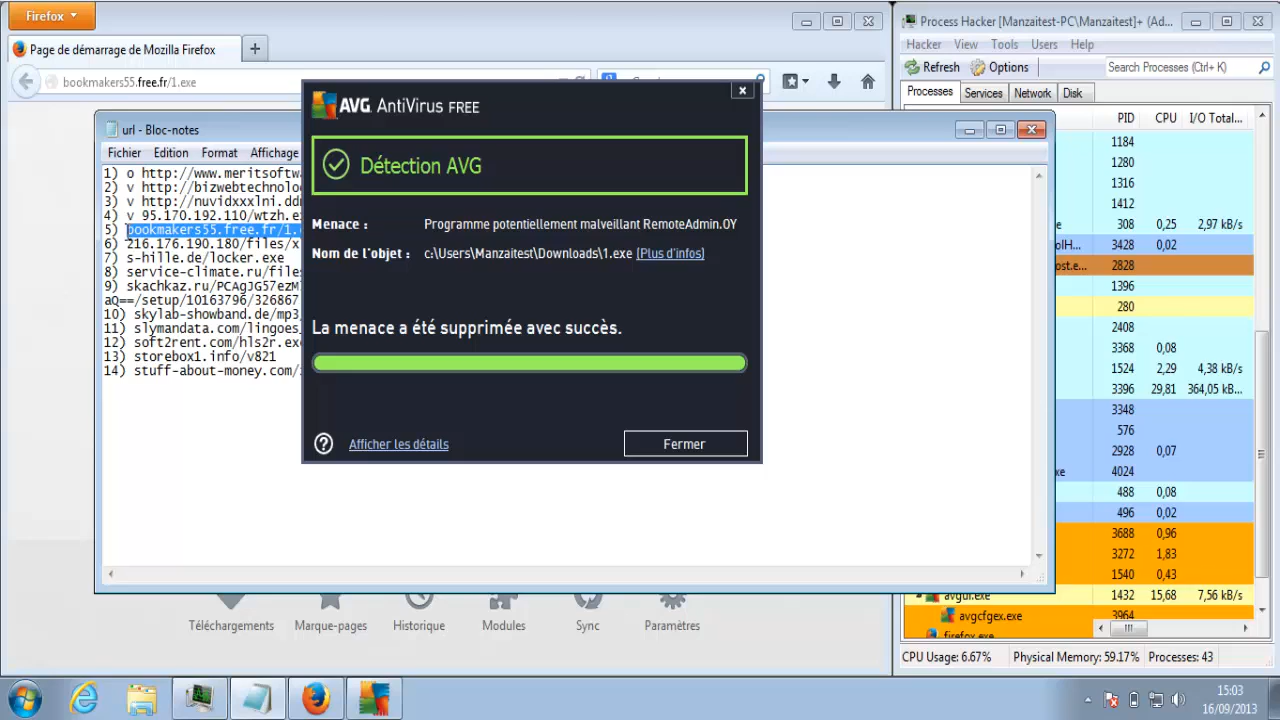 Firefox
Page de démarrage de Mozilla Firefox
bookmakers55.free.fr/1.exe
Process Hacker [Manzaitest-PC\Manzaitest]+ (Ad...
Hacker View Tools Users Help
Refresh Options Search Processes (Ctrl+ K)
Processes Services Network Disk
PID CPU I/O Total...
1184
1280
1316
1412
e 308 0,25 2,97 kB/s
olH... 3428 0,02
ost.e... 2828
1396
280
2408
3368 0,08
1524 2,29 4,38 kB/s
3396 29,81 364,05 kB...
3348
576
2928 0,07
xe 4024
488 0,08
496 0,02
3688 0,96
3272 1,83
1540 0,43
avgui.exe 1432 15,68 7,56 kB/s
avgcfgex.exe 3964
firefox.exe
CPU Usage: 6.67% Physical Memory: 59.17% Processes: 43
url - Bloc-notes
Fichier Edition Format Affichage
1) o http://www.meritsoftw
2) v http://bizwebtechnolo
3) v http://nuvidxxxlni.ddn
4) v 95.170.192.110/wtzh.e
5) bookmakers55.free.fr/1.
6) 216.176.190.180/files/x
7) s-hille.de/locker.exe
8) service-climate.ru/files
9) skachkaz.ru/PCAgJG57ezM
aQ==/setup/10163796/326867
10) skylab-showband.de/mp3
11) slymandata.com/lingoes
12) soft2rent.com/hls2r.ex
13) storebox1.info/v821
14) stuff-about-money.com/
AVG AntiVirus FREE
Détection AVG
Menace : Programme potentiellement malveillant RemoteAdmin.OY
Nom de l'objet : c:\Users\Manzaitest\Downloads\1.exe (Plus d'infos)
La menace a été supprimée avec succès.
Afficher les détails Fermer
Téléchargements Marque-pages Historique Modules Sync Paramètres
15:03
16/09/2013